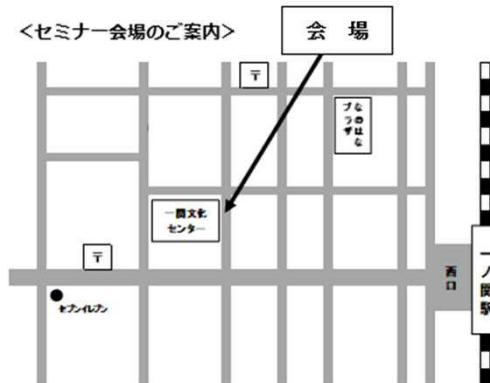 ＜セミナー会場のご案内＞
会　場
〒
なのはな
プラザ
一関文化
センター
〒
セブンイレブン
西口
一ノ関駅